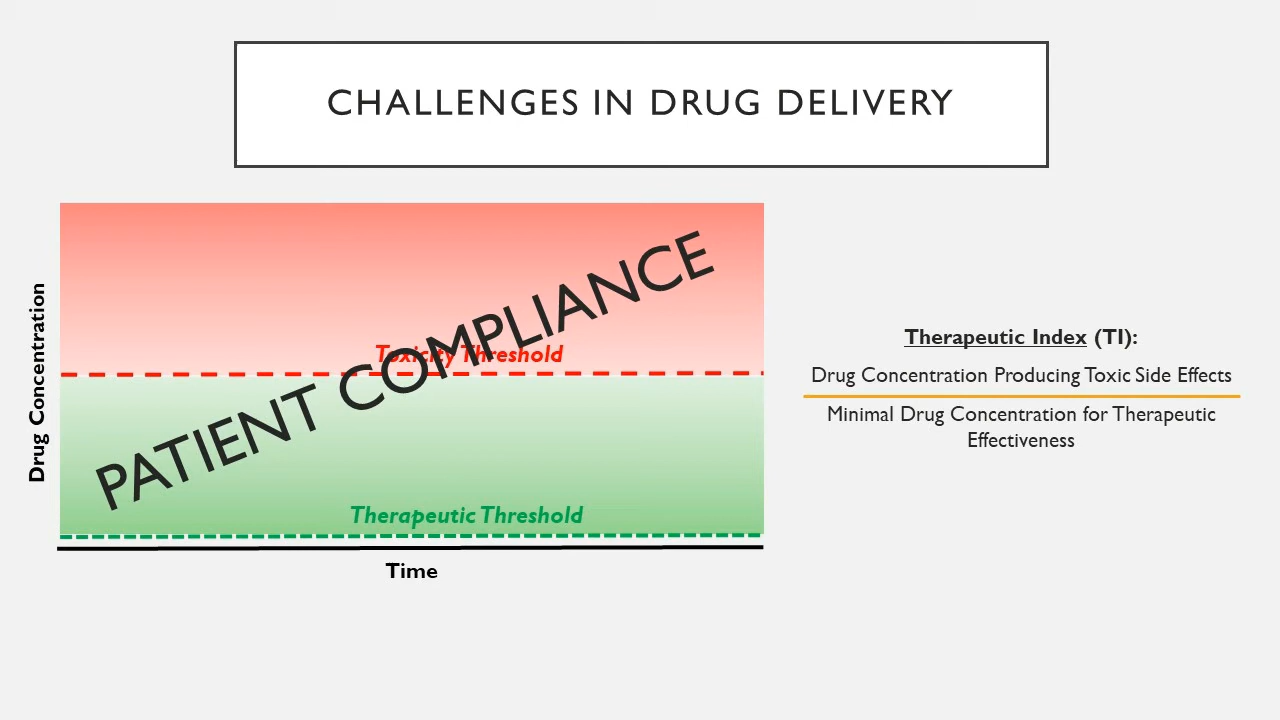 CHALLENGES IN DRUG DELIVERY
Drug Concentration
PATIENT COMPLIANCE
Toxicity Threshold
Therapeutic Threshold
Time
Therapeutic Index (TI):
Drug Concentration Producing Toxic Side Effects
Minimal Drug Concentration for Therapeutic
Effectiveness